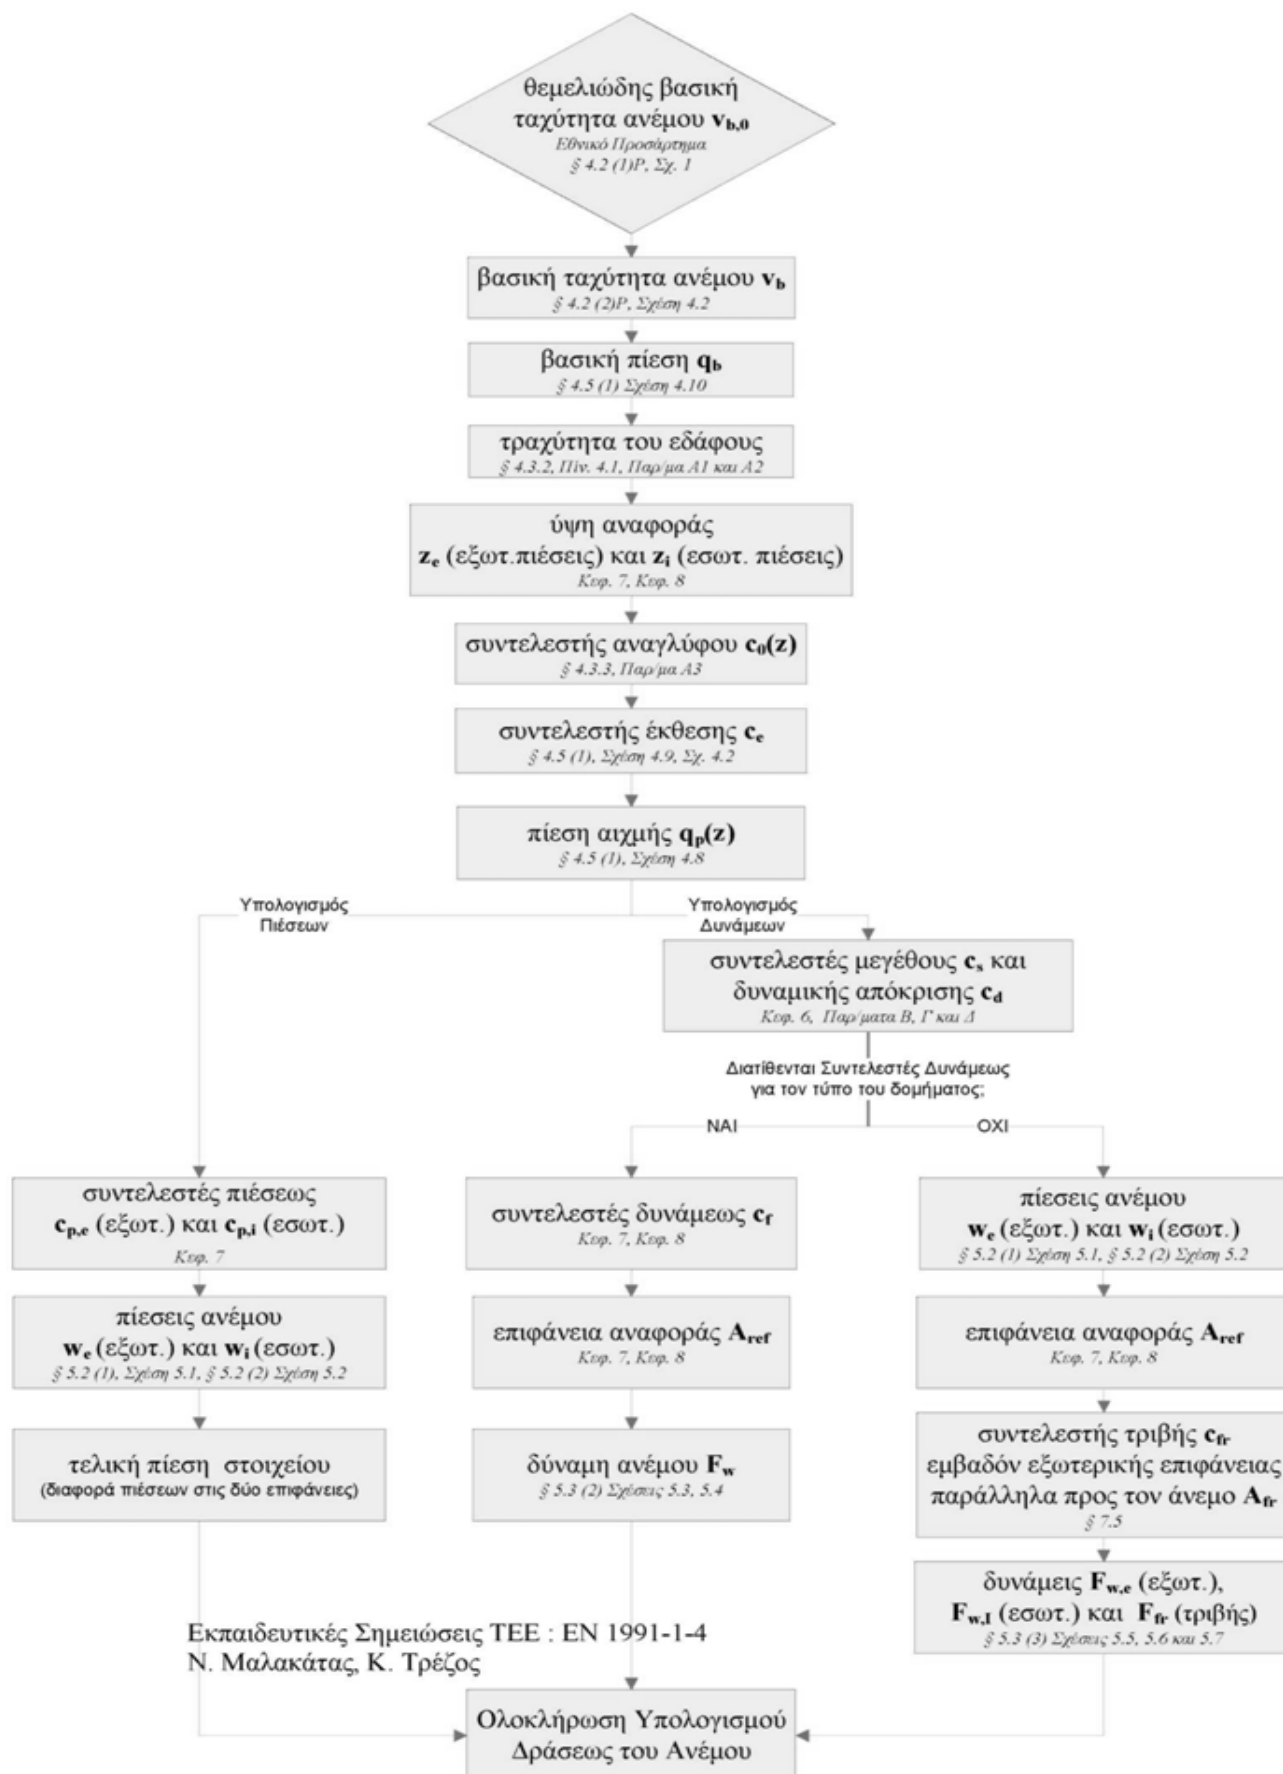 θεμελιώδης βασική
ταχύτητα ανέμου v_b,0
Εθνικό Προσάρτημα
§ 4.2 (1)P, Σχ. 1
βασική ταχύτητα ανέμου v_b
§ 4.2 (2)P, Σχέση 4.2
βασική πίεση q_b
§ 4.5 (1) Σχέση 4.10
τραχύτητα του εδάφους
§ 4.3.2, Πίν. 4.1, Παρ/μα Α1 και Α2
ύψη αναφοράς
z_e (εξωτ.πιέσεις) και z_i (εσωτ. πιέσεις)
Κεφ. 7, Κεφ. 8
συντελεστής αναγλύφου c_0(z)
§ 4.3.3, Παρ/μα Α3
συντελεστής έκθεσης c_e
§ 4.5 (1), Σχέση 4.9, Σχ. 4.2
πίεση αιχμής q_p(z)
§ 4.5 (1), Σχέση 4.8
Υπολογισμός
Πιέσεων
Υπολογισμός
Δυνάμεων
συντελεστές μεγέθους c_s και
δυναμικής απόκρισης c_d
Κεφ. 6, Παρ/ματα Β, Γ και Δ
Διατίθενται Συντελεστές Δυνάμεως
για τον τύπο του δομήματος;
ΝΑΙ
ΟΧΙ
συντελεστές πιέσεως
c_p,e (εξωτ.) και c_p,i (εσωτ.)
Κεφ. 7
πίεσεις ανέμου
w_e (εξωτ.) και w_i (εσωτ.)
§ 5.2 (1), Σχέση 5.1, § 5.2 (2) Σχέση 5.2
τελική πίεση στοιχείου
(διαφορά πιέσεων στις δύο επιφάνειες)
συντελεστές δυνάμεως c_f
Κεφ. 7, Κεφ. 8
επιφάνεια αναφοράς A_ref
Κεφ. 7, Κεφ. 8
δύναμη ανέμου F_w
§ 5.3 (2) Σχέσεις 5.3, 5.4
πίεσεις ανέμου
w_e (εξωτ.) και w_i (εσωτ.)
§ 5.2 (1) Σχέση 5.1, § 5.2 (2) Σχέση 5.2
επιφάνεια αναφοράς A_ref
Κεφ. 7, Κεφ. 8
συντελεστής τριβής c_fr
εμβαδόν εξωτερικής επιφάνειας
παράλληλα προς τον άνεμο A_fr
§ 7.5
δυνάμεις F_w,e (εξωτ.),
F_w,I (εσωτ.) και F_fr (τριβής)
§ 5.3 (3) Σχέσεις 5.5, 5.6 και 5.7
Εκπαιδευτικές Σημειώσεις ΤΕΕ : EN 1991-1-4
Ν. Μαλακάτας, Κ. Τρέζος
Ολοκλήρωση Υπολογισμού
Δράσεως του Ανέμου